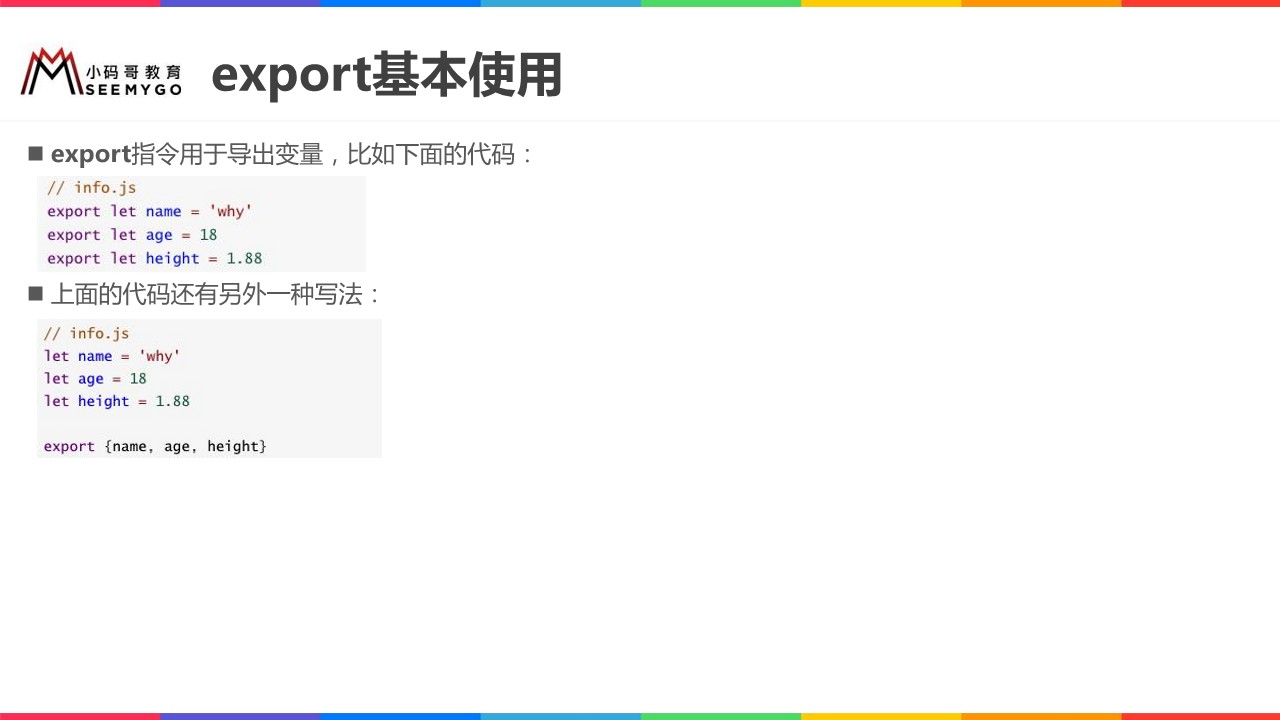 小码哥教育
SEEMYGO
export基本使用
export指令用于导出变量，比如下面的代码：
// info.js
export let name = 'why'
export let age = 18
export let height = 1.88
上面的代码还有另外一种写法：
// info.js
let name = 'why'
let age = 18
let height = 1.88
export {name, age, height}